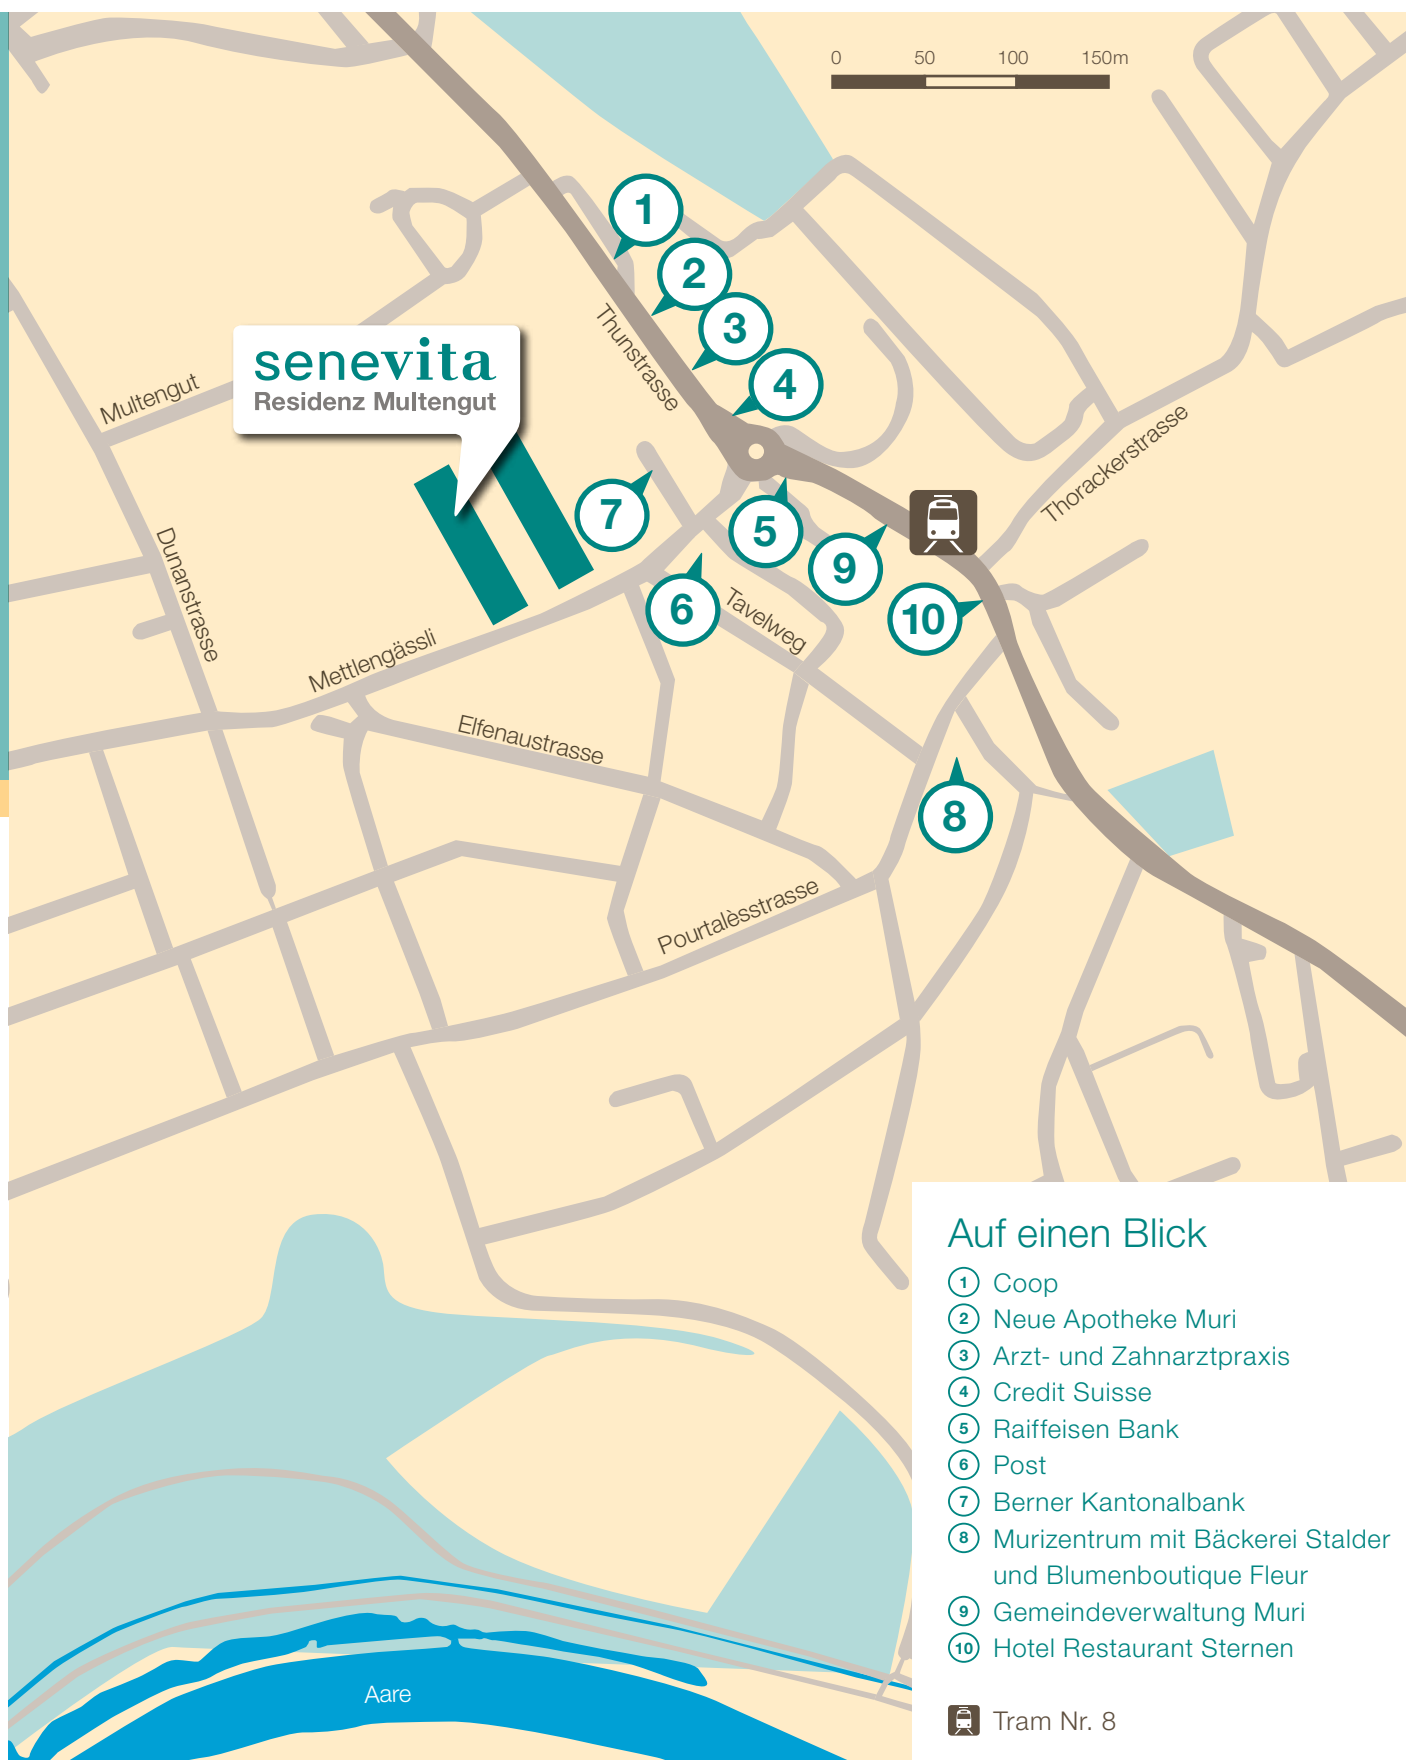 0 50 100 150m
1
2
3
4
Thunstrasse
senevita
Residenz Multengut
Multengut
Thorackerstrasse
7
5
9
10
6
Dunanstrasse
Tavelweg
Mettlengässli
Elfenaustrasse
8
Pourtalèsstrasse
Aare
Auf einen Blick
1 Coop
2 Neue Apotheke Muri
3 Arzt- und Zahnarztpraxis
4 Credit Suisse
5 Raiffeisen Bank
6 Post
7 Berner Kantonalbank
8 Murizentrum mit Bäckerei Stalder
und Blumenboutique Fleur
9 Gemeindeverwaltung Muri
10 Hotel Restaurant Sternen
Tram Nr. 8